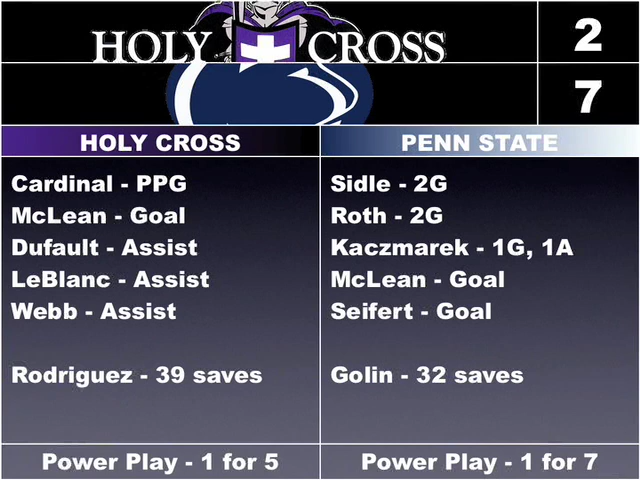 HOLY CROSS 2
7
HOLY CROSS PENN STATE
Cardinal - PPG
McLean - Goal
Dufault - Assist
LeBlanc - Assist
Webb - Assist
Rodriguez - 39 saves
Power Play - 1 for 5
Sidle - 2G
Roth - 2G
Kaczmarek - 1G, 1A
McLean - Goal
Seifert - Goal
Golin - 32 saves
Power Play - 1 for 7